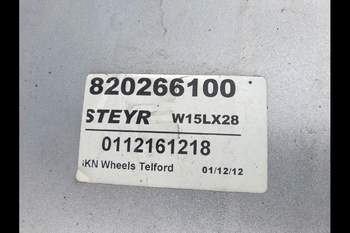 820266100
STEYR W15LX28
0112161218
KN Wheels Telford 01/12/12